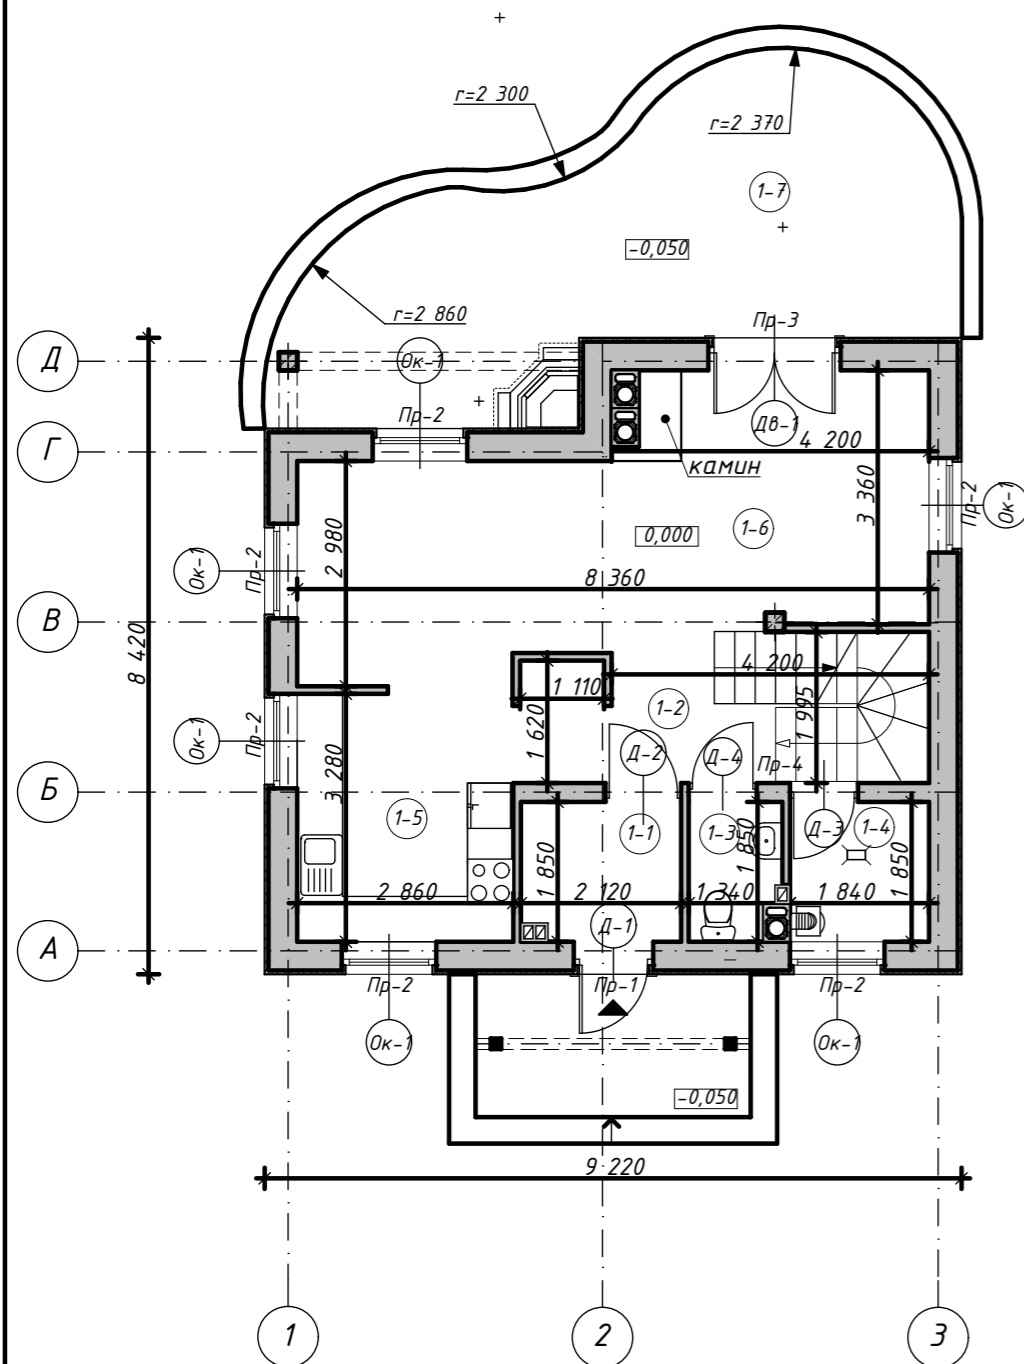 r=2 300
r=2 370
1-7
-0,050
r=2 860
Пр-3
Д
Ок-1
Пр-2
Дв-1
4 200
Г
камин
3 360
Пр-2
Ок-1
1-6
0,000
2 980
Ок-1
Пр-2
8 360
В
8 420
4 200
1 110
1-2
1 995
1 620
Ок-1
Пр-2
Д-2
Д-4
Пр-4
3 280
Б
1-5
1-1
1-3
Д-3
1-4
1 850
1 850
1 850
2 860
2 120
1 340
1 840
Д-1
А
Пр-2
Пр-1
Пр-2
Ок-1
Ок-1
-0,050
9 220
1
2
3